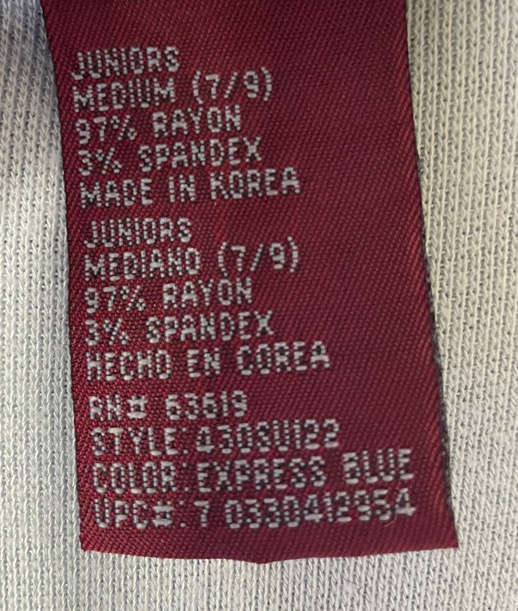 JUNIORS
MEDIUM (7/9)
97% RAYON
3% SPANDEX
MADE IN KOREA
JUNIORS
MEDIANO (7/9)
97% RAYON
3% SPANDEX
HECHO EN COREA
RN# 63619
STYLE:430SUI22
COLOR:EXPRESS BLUE
UPC#:7 0330412954